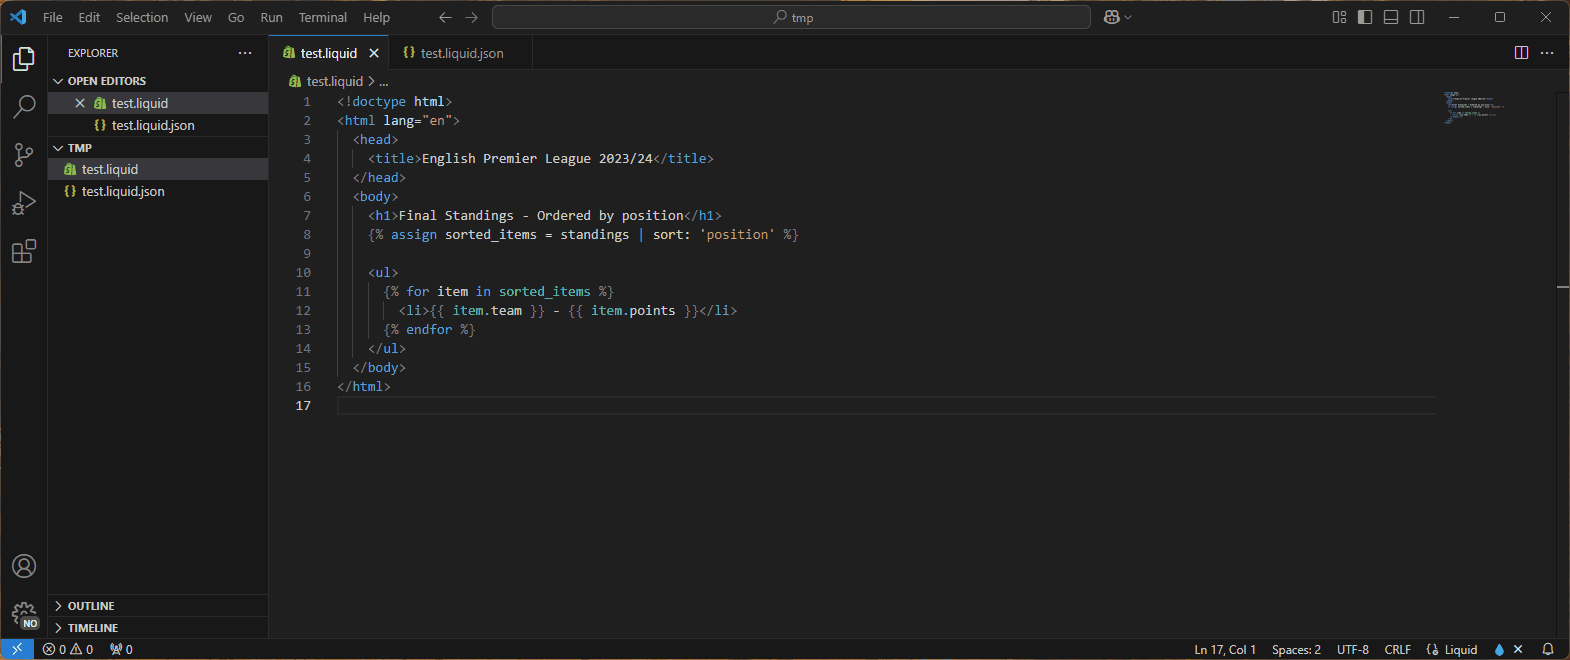 File Edit Selection View Go Run Terminal Help
tmp
EXPLORER
OPEN EDITORS
test.liquid
{} test.liquid.json
TMP
test.liquid
{} test.liquid.json
OUTLINE
TIMELINE
test.liquid
{} test.liquid.json
test.liquid > ...
1 <!doctype html>
2 <html lang="en">
3 <head>
4 <title>English Premier League 2023/24</title>
5 </head>
6 <body>
7 <h1>Final Standings - Ordered by position</h1>
8 {% assign sorted_items = standings | sort: 'position' %}
9
10 <ul>
11 {% for item in sorted_items %}
12 <li>{{ item.team }} - {{ item.points }}</li>
13 {% endfor %}
14 </ul>
15 </body>
16 </html>
17
NO
0 0 0
Ln 17, Col 1 Spaces: 2 UTF-8 CRLF Liquid